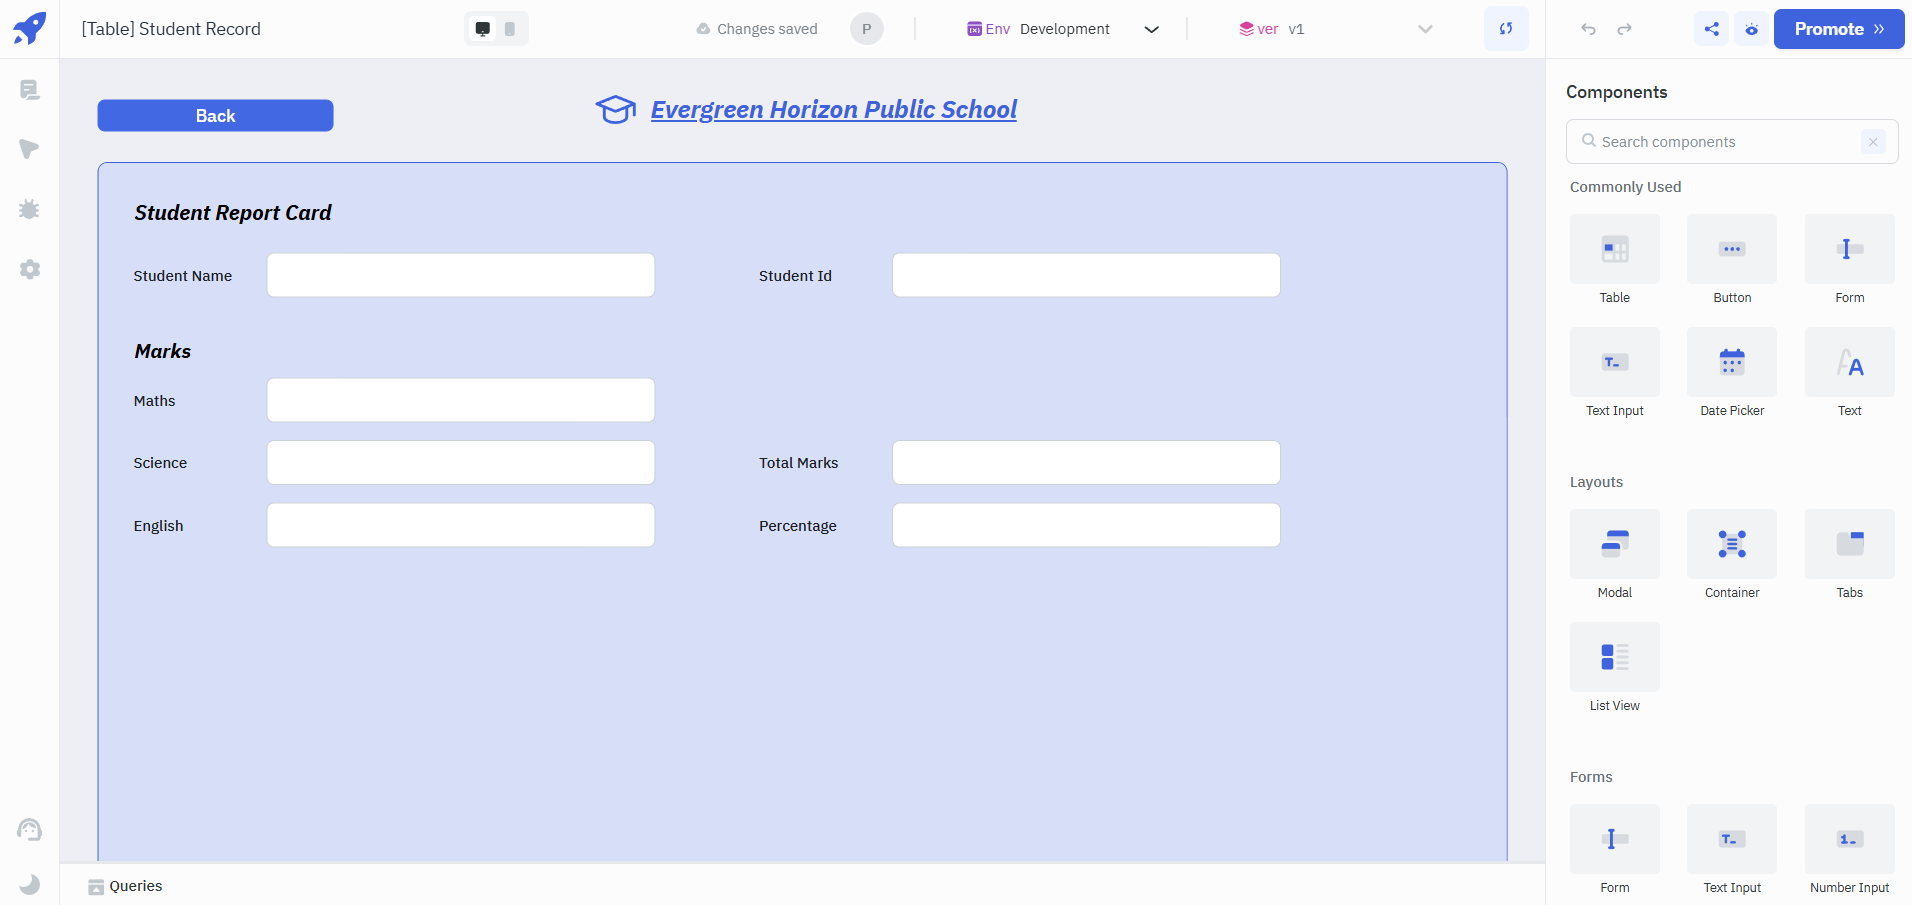 [Table] Student Record
Changes saved
P
Env Development
ver v1
Promote
Back
Evergreen Horizon Public School
Student Report Card
Student Name
Student Id
Marks
Maths
Science
Total Marks
English
Percentage
Queries
Components
Search components
Commonly Used
Table Button Form
Text Input Date Picker Text
Layouts
Modal Container Tabs
List View
Forms
Form Text Input Number Input